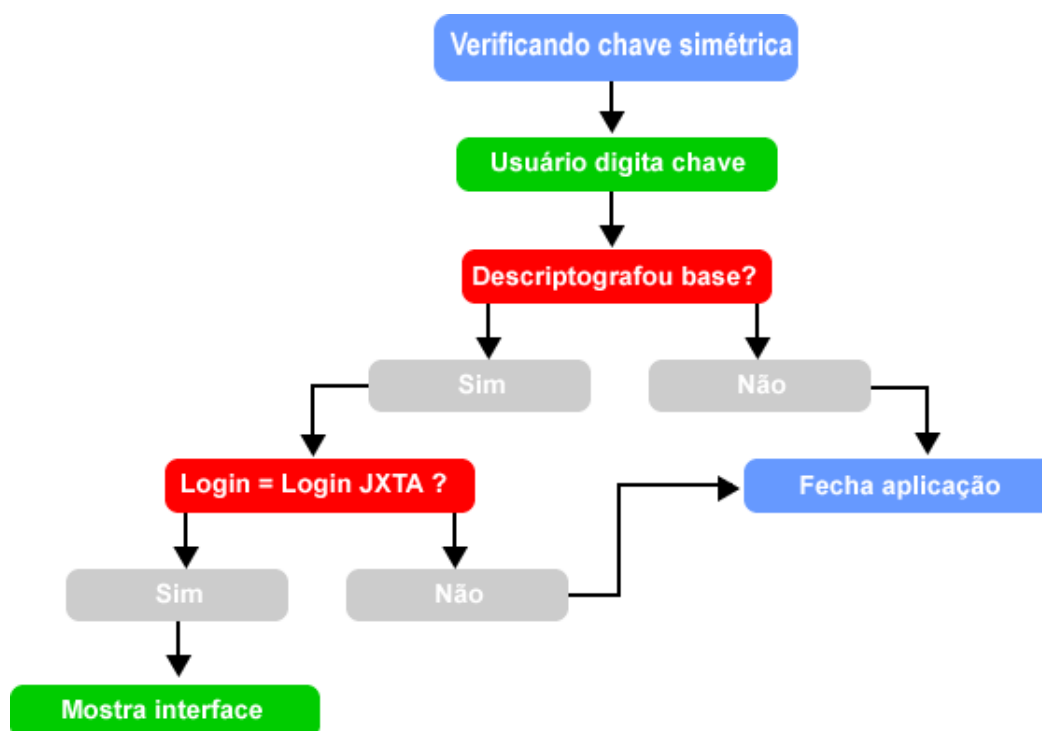 Verificando chave simétrica
Usuário digita chave
Descriptografou base?
Sim
Não
Login = Login JXTA ?
Fecha aplicação
Sim
Não
Mostra interface